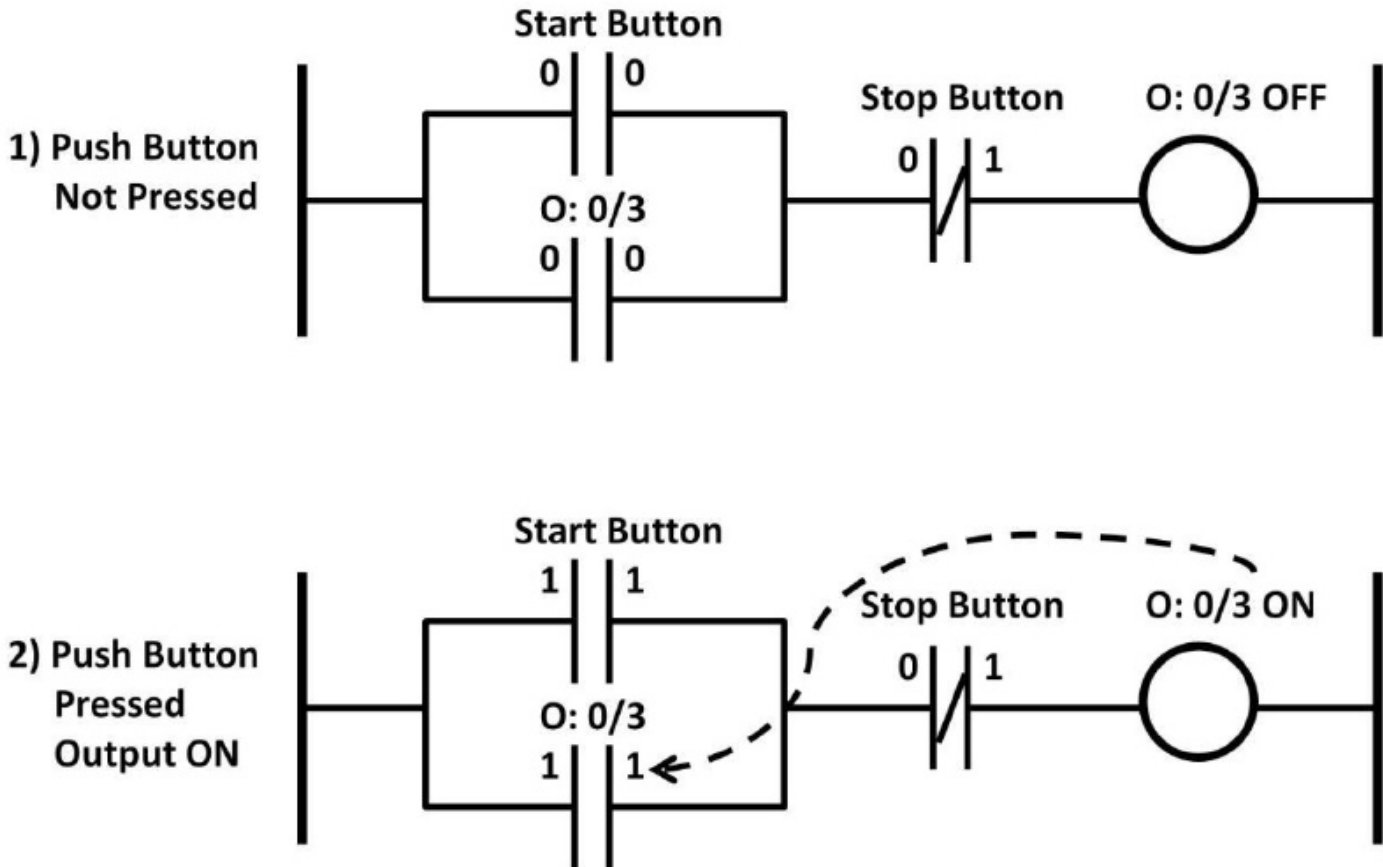 Start Button
0 0
Stop Button O: 0/3 OFF
1) Push Button
Not Pressed
0 1
O: 0/3
0 0
Start Button
1 1
Stop Button O: 0/3 ON
2) Push Button
Pressed
Output ON
0 1
O: 0/3
1 1